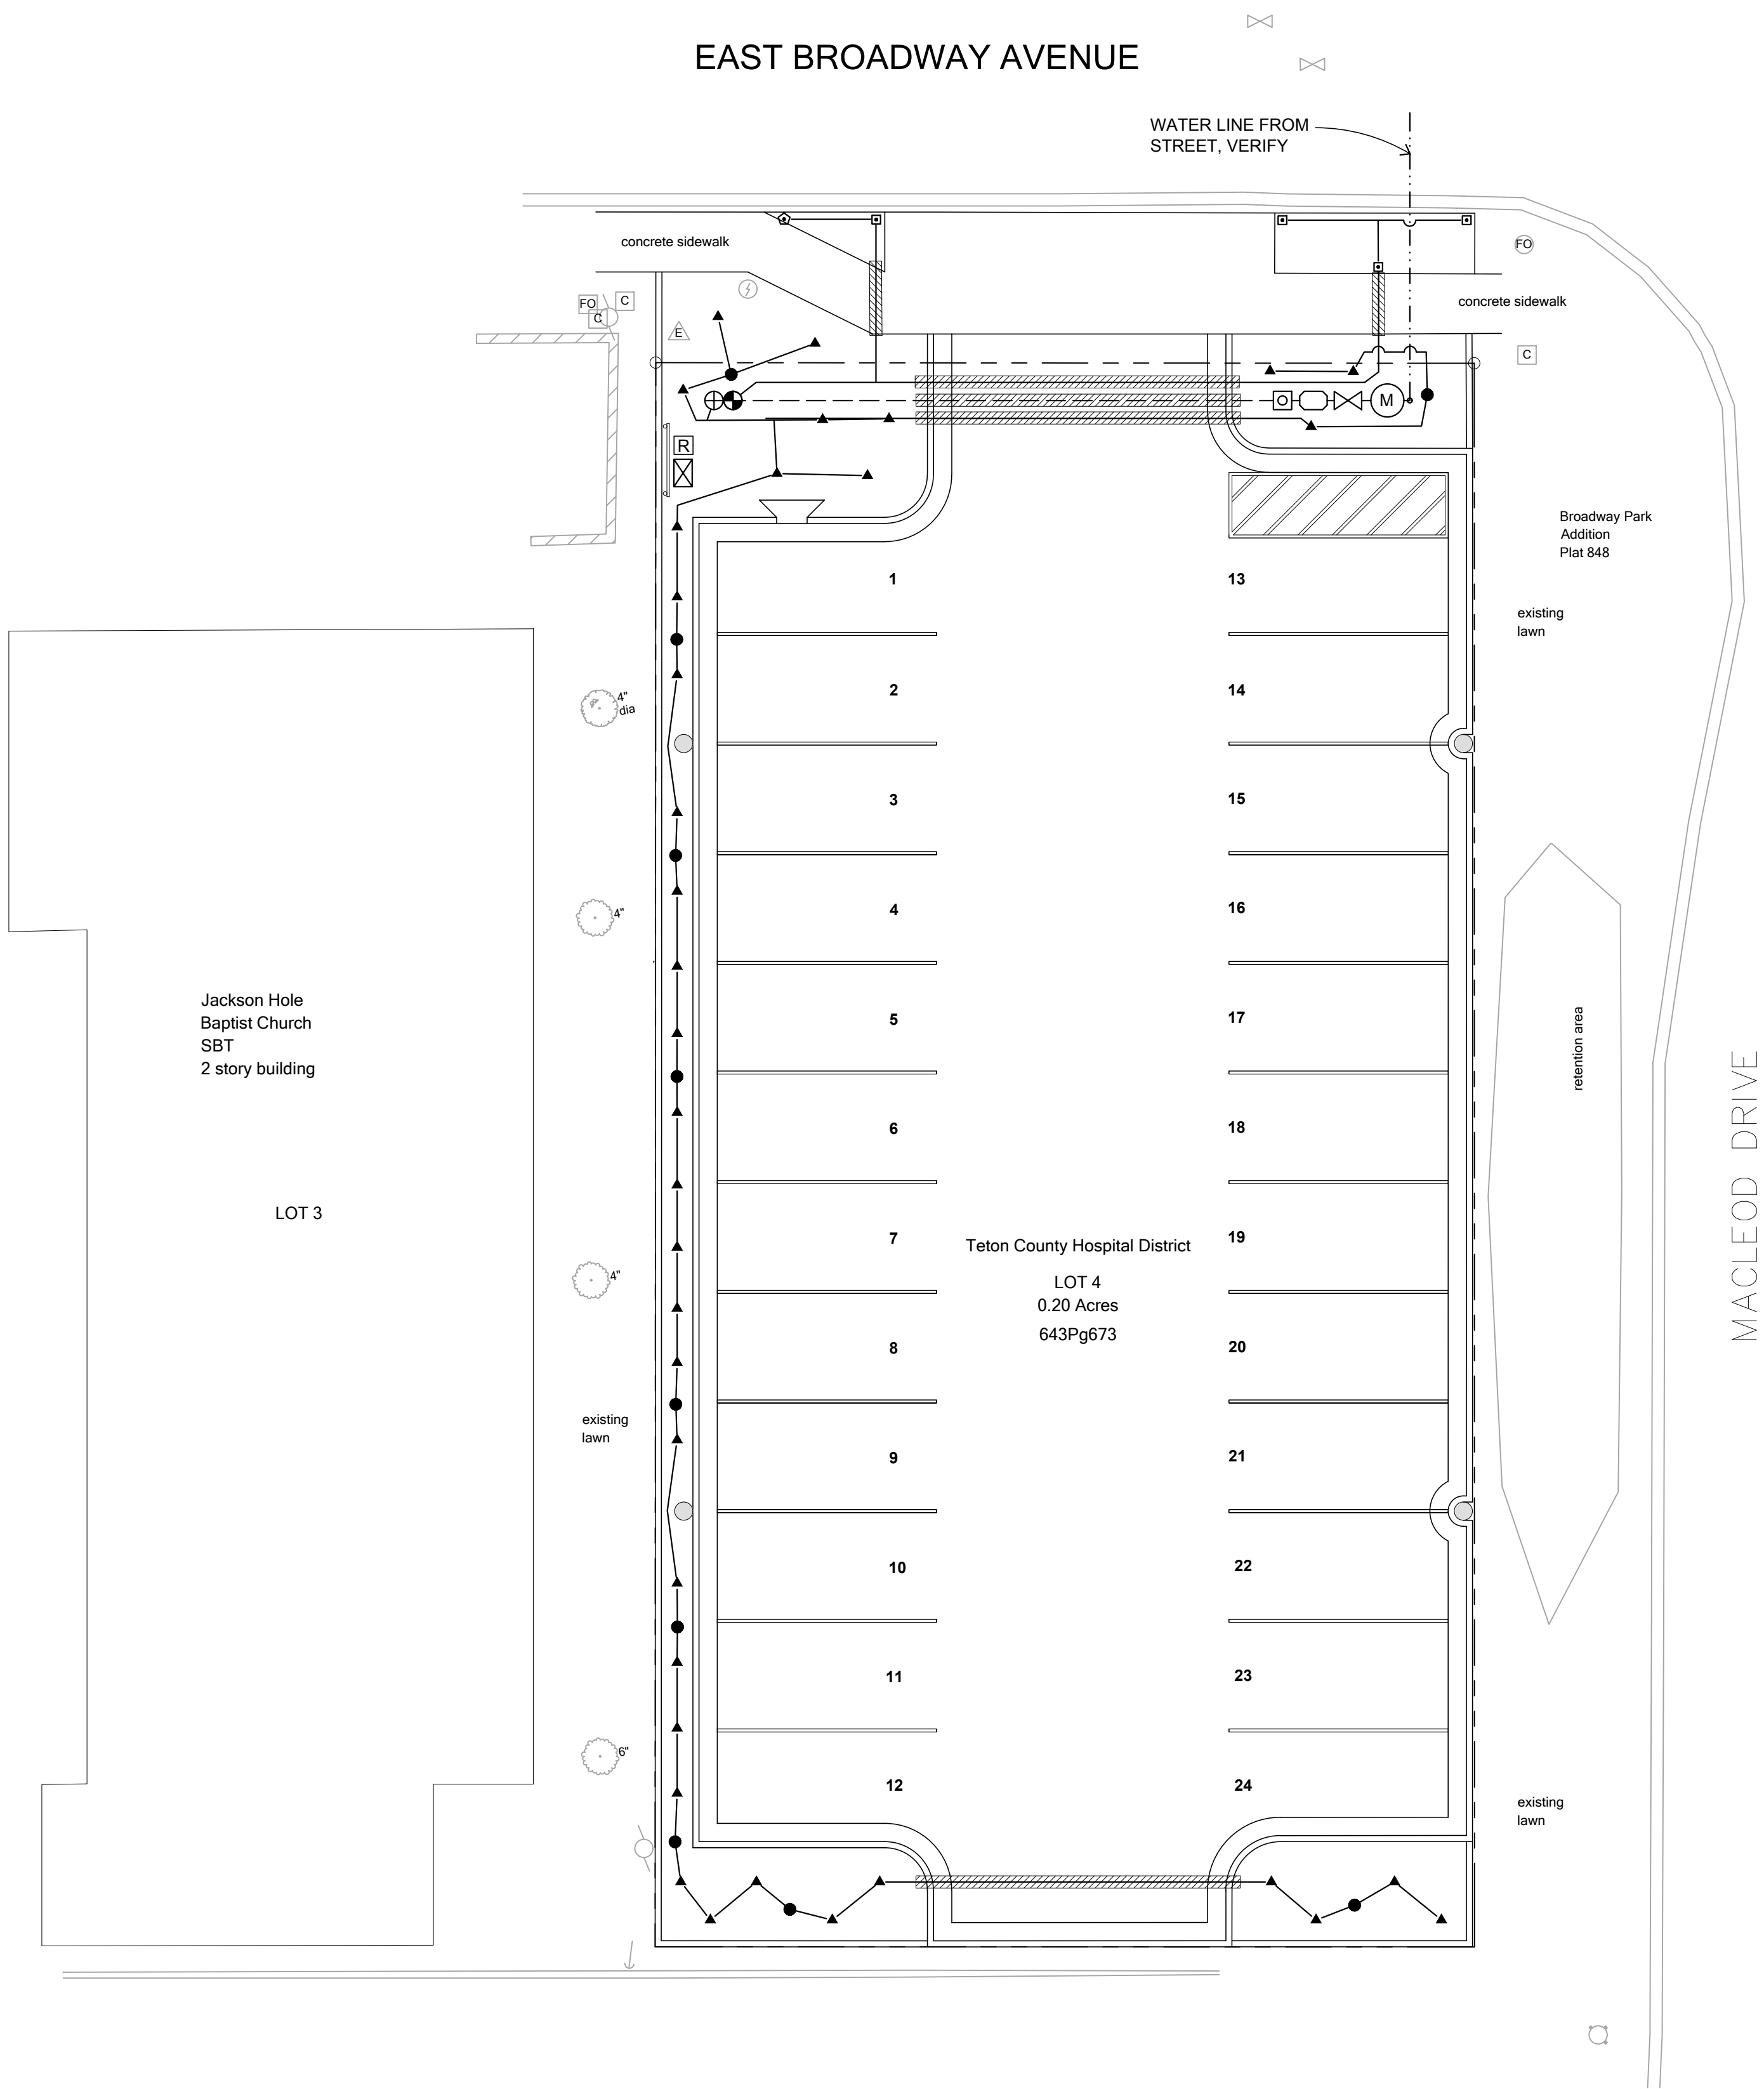 EAST BROADWAY AVENUE
WATER LINE FROM
STREET, VERIFY
concrete sidewalk
FO
concrete sidewalk
FO
C
C
E
C
M
R
Broadway Park
Addition
Plat 848
1
13
existing
lawn
2
14
4"
dia
3
15
4
16
4"
Jackson Hole
Baptist Church
SBT
2 story building
5
17
retention area
MACLEOD DRIVE
6
18
LOT 3
7
19
Teton County Hospital District
LOT 4
0.20 Acres
643Pg673
4"
8
20
existing
lawn
9
21
10
22
11
23
6"
12
24
existing
lawn